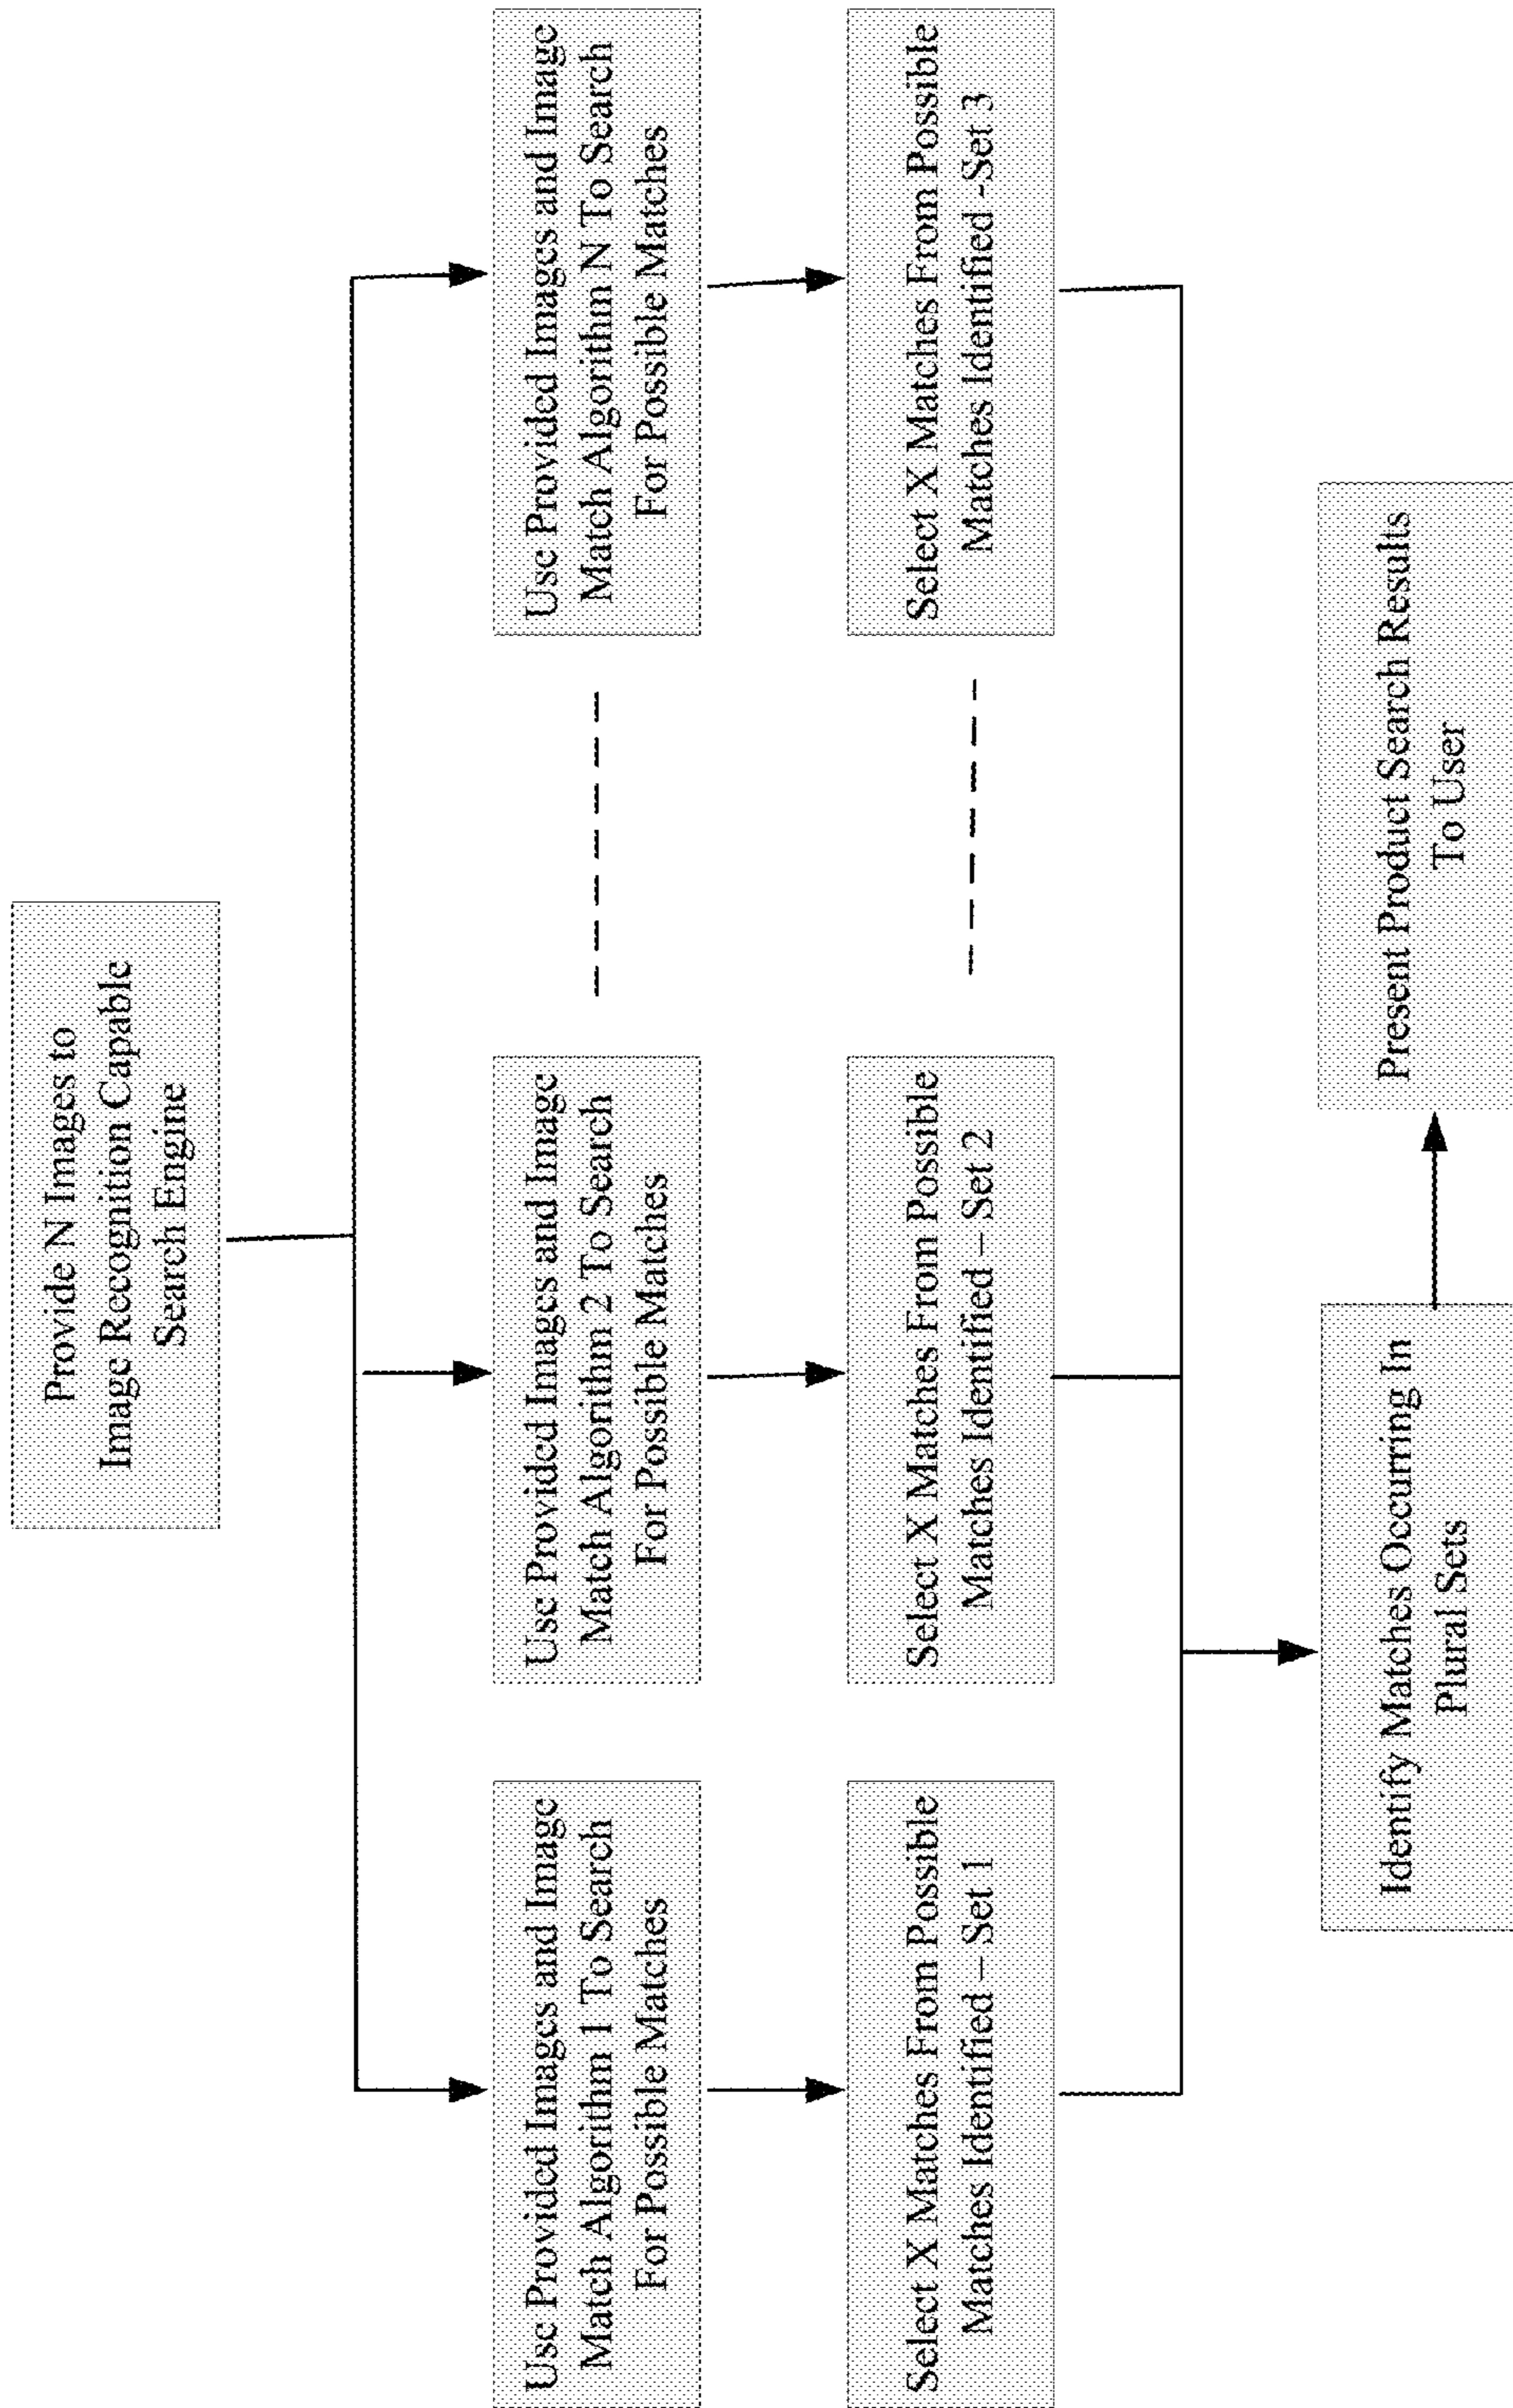 Provide N Images to
Image Recognition Capable
Search Engine
Use Provided Images and Image
Match Algorithm 1 To Search
For Possible Matches
Use Provided Images and Image
Match Algorithm 2 To Search
For Possible Matches
Use Provided Images and Image
Match Algorithm N To Search
For Possible Matches
Select X Matches From Possible
Matches Identified – Set 1
Select X Matches From Possible
Matches Identified – Set 2
Select X Matches From Possible
Matches Identified -Set 3
Identify Matches Occurring In
Plural Sets
Present Product Search Results
To User